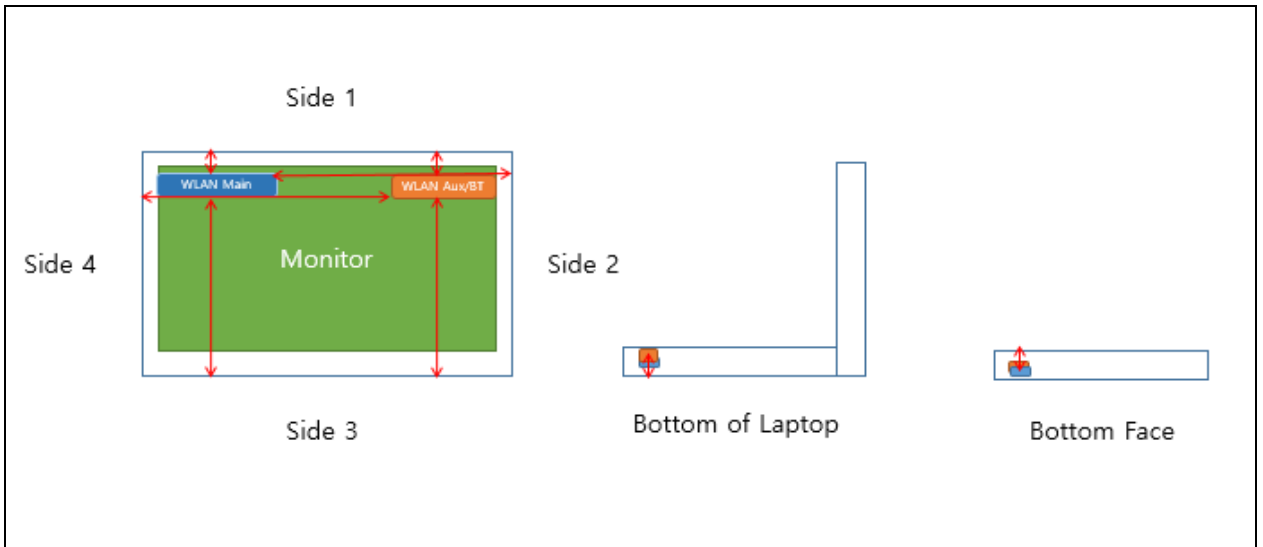 Side 1
WLAN Main
WLAN Aux/BT
Side 4
Monitor
Side 2
Side 3
Bottom of Laptop
Bottom Face